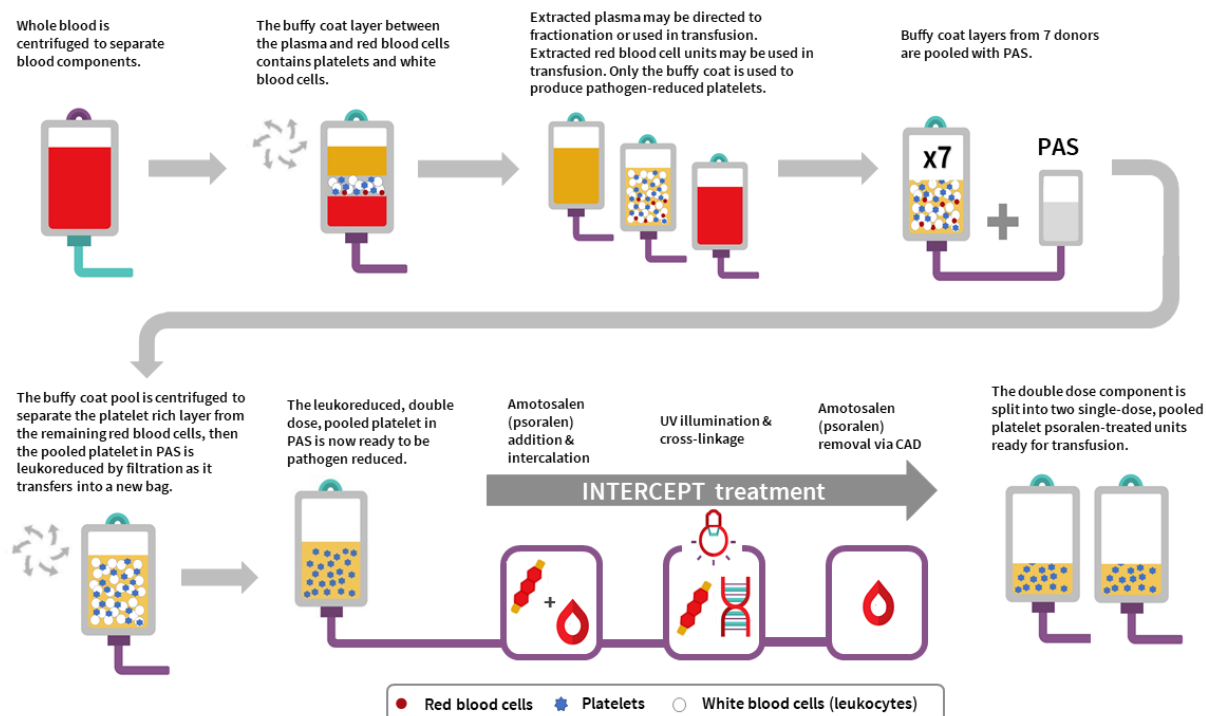 Whole blood is
centrifuged to separate
blood components.
The buffy coat layer between
the plasma and red blood cells
contains platelets and white
blood cells.
Extracted plasma may be directed to
fractionation or used in transfusion.
Extracted red blood cell units may be used in
transfusion. Only the buffy coat is used to
produce pathogen-reduced platelets.
Buffy coat layers from 7 donors
are pooled with PAS.
x7
PAS
+
The buffy coat pool is centrifuged to
separate the platelet rich layer from
the remaining red blood cells, then
the pooled platelet in PAS is
leukoreduced by filtration as it
transfers into a new bag.
The leukoreduced, double
dose, pooled platelet in
PAS is now ready to be
pathogen reduced.
Amotosalen
(psoralen)
addition &
intercalation
UV illumination &
cross-linkage
Amotosalen
(psoralen)
removal via CAD
INTERCEPT treatment
+
The double dose component is
split into two single-dose, pooled
platelet psoralen-treated units
ready for transfusion.
Red blood cells
Platelets
White blood cells (leukocytes)